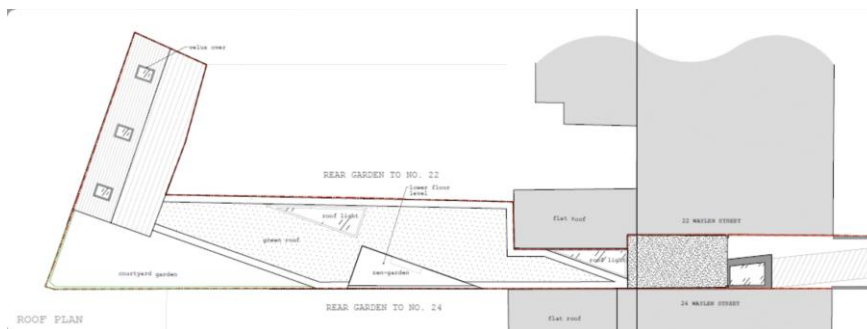 velux over
REAR GARDEN TO NO. 22
lower floor
level
roof light
flat roof
22 WAYLEN STREET
green roof
roof light
courtyard garden
zen-garden
REAR GARDEN TO NO. 24
24 WAYLEN STREET
ROOF PLAN
flat roof